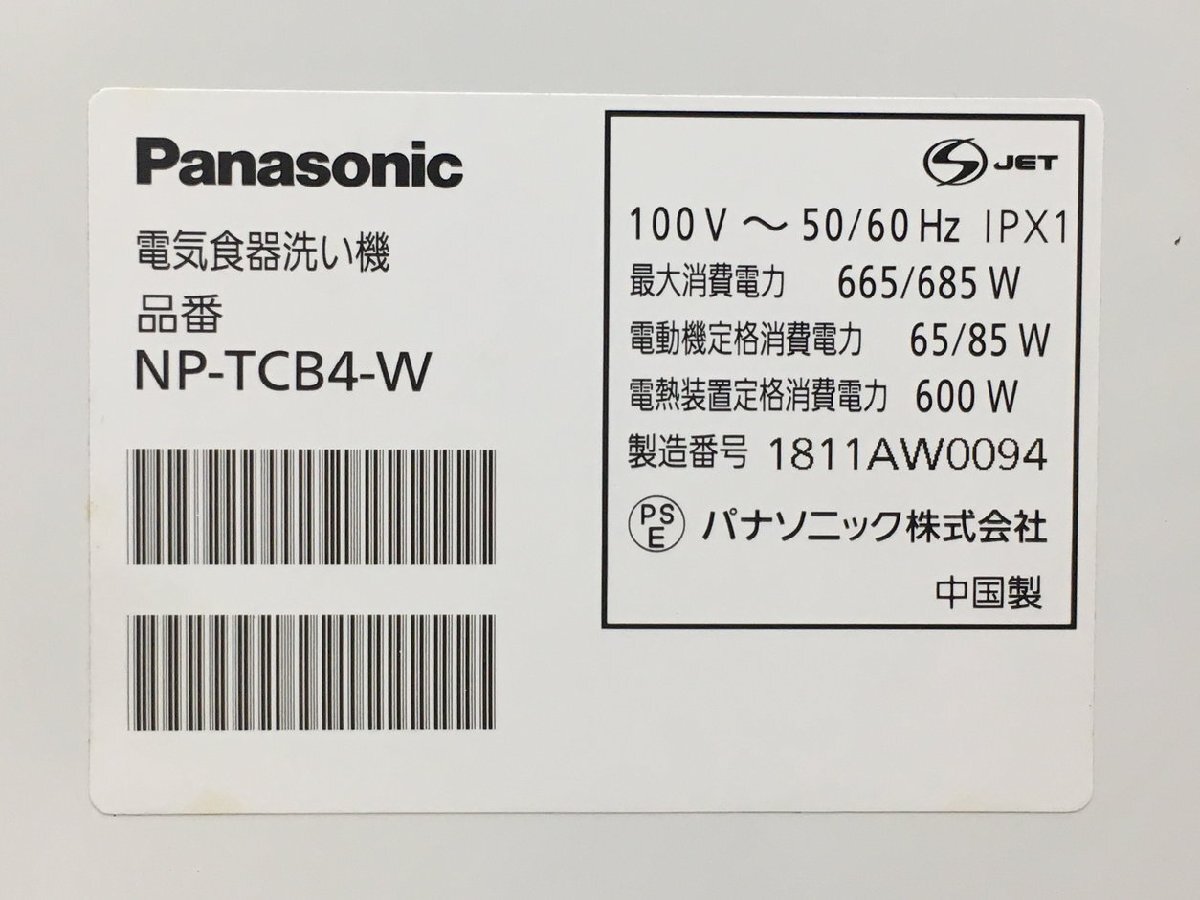 Panasonic
電気食器洗い機
品番
NP-TCB4-W
S JET
100V ～ 50/60 Hz IPX1
最大消費電力 665/685 W
電動機定格消費電力 65/85 W
電熱装置定格消費電力 600 W
製造番号 1811AW0094
PS
E パナソニック株式会社
中国製